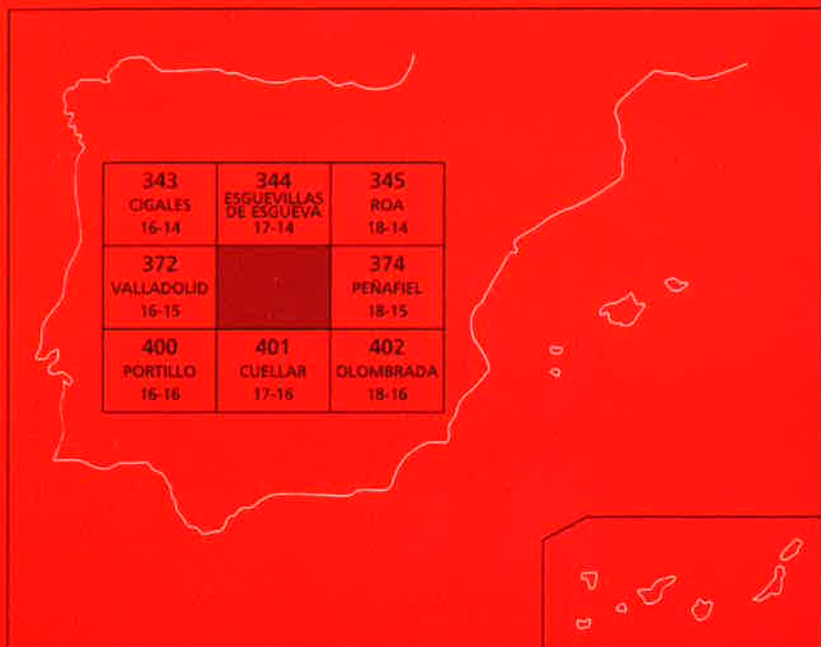 343
CIGALES
16-14
344
ESGUEVILLAS
DE ESGUEVA
17-14
345
ROA
18-14
372
VALLADOLID
16-15
374
PEÑAFIEL
18-15
400
PORTILLO
16-16
401
CUELLAR
17-16
402
OLOMBRADA
18-16